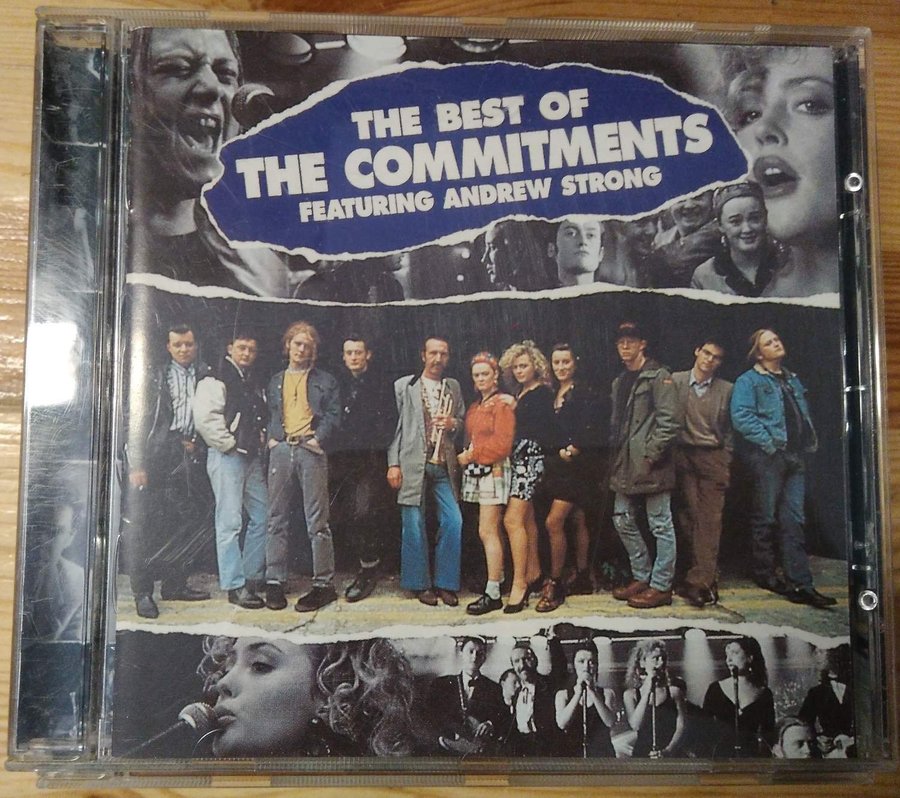 THE BEST OF
THE COMMITMENTS
FEATURING ANDREW STRONG